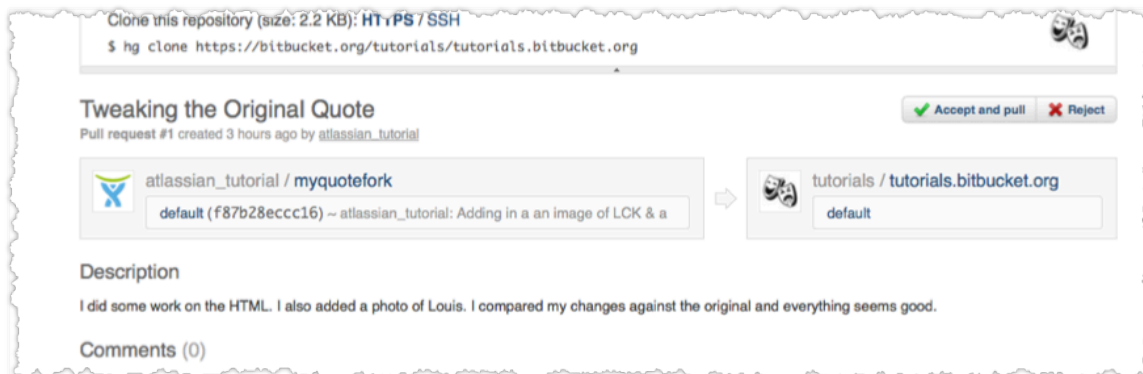 Clone this repository (size: 2.2 KB): HTTPS / SSH
$ hg clone https://bitbucket.org/tutorials/tutorials.bitbucket.org
Tweaking the Original Quote
Accept and pull
Reject
Pull request #1 created 3 hours ago by atlassian_tutorial
atlassian_tutorial / myquotefork
default (f87b28eccc16) ~ atlassian_tutorial: Adding in a an image of LCK & a
tutorials / tutorials.bitbucket.org
default
Description
I did some work on the HTML. I also added a photo of Louis. I compared my changes against the original and everything seems good.
Comments (0)